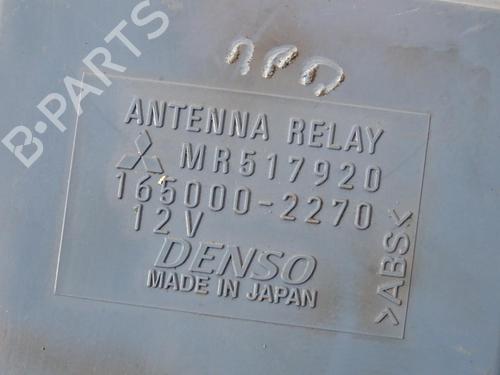 B-PARTS
ANTENNA RELAY
MR517920
165000-2270
12V
DENSO
MADE IN JAPAN
>ABS<